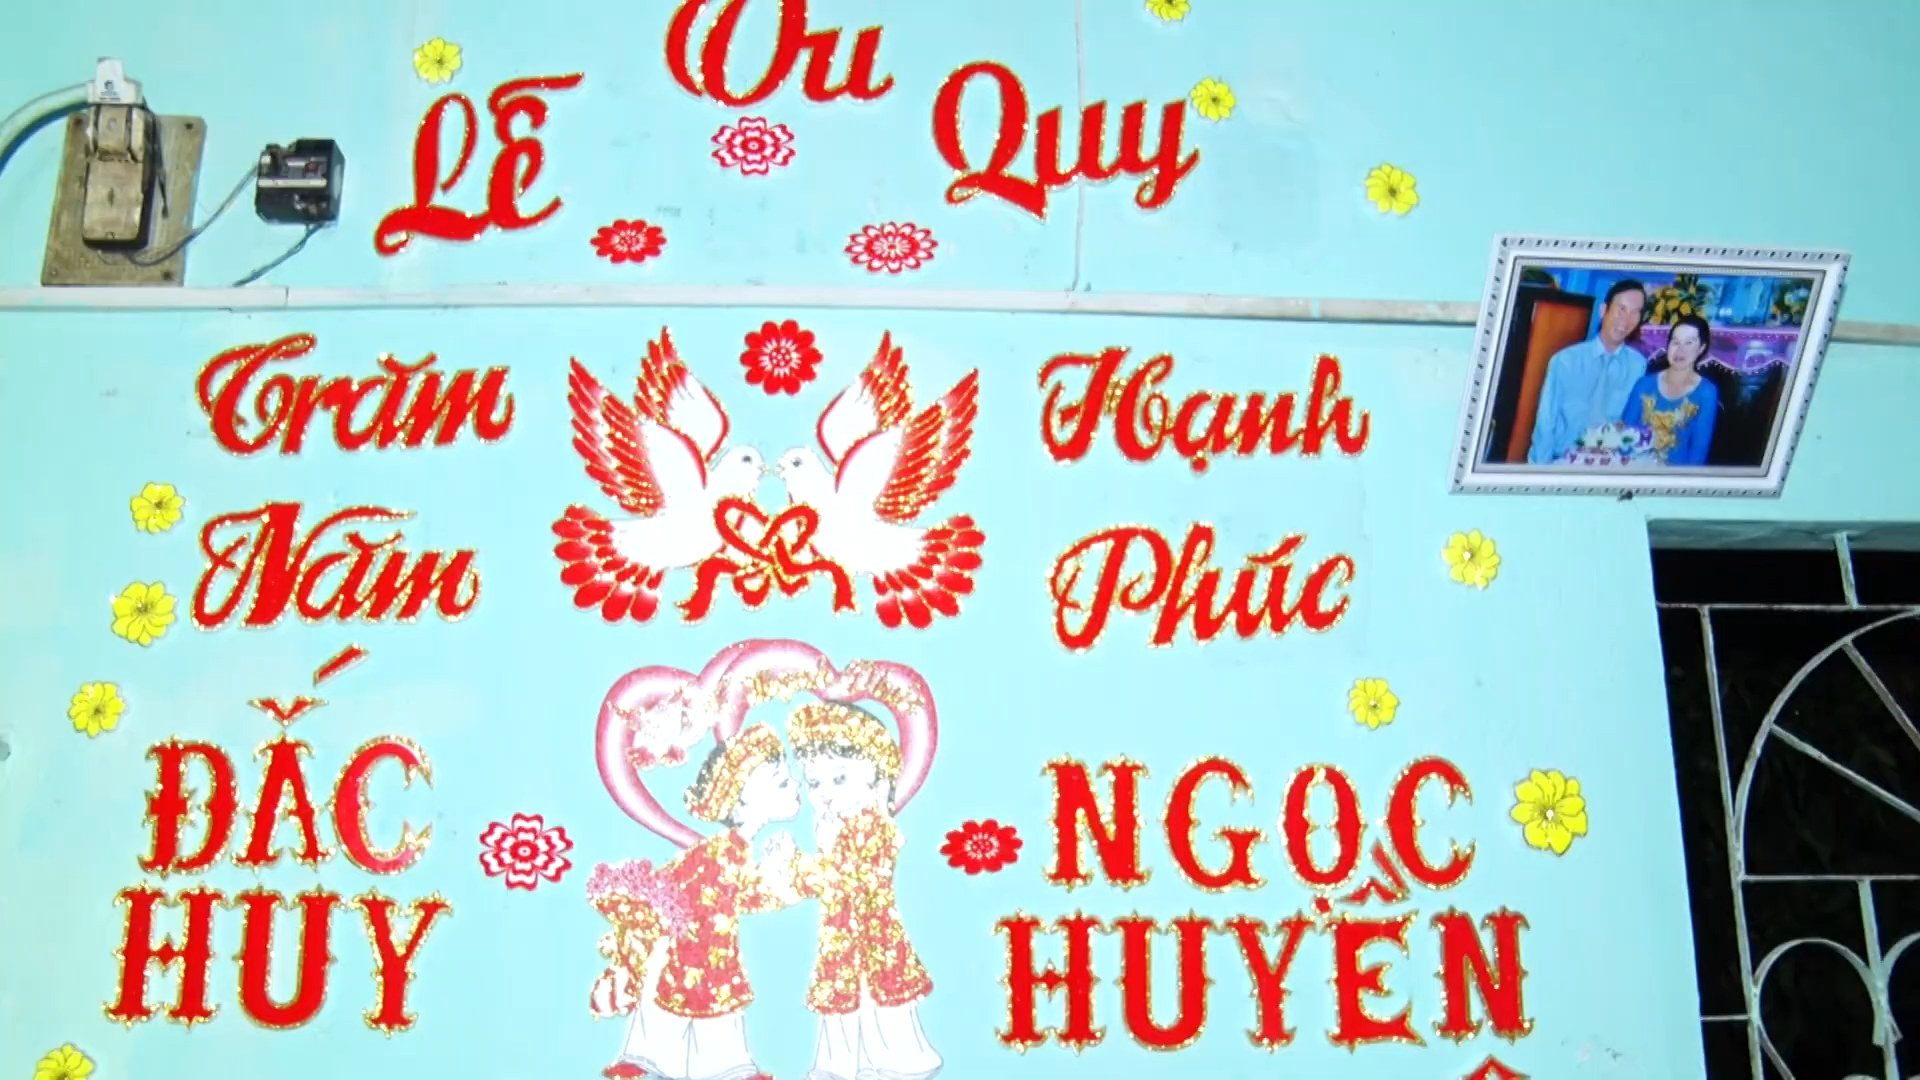 Lễ Vu Quy
Trăm Hạnh
Năm Phúc
ĐẮC NGỌC
HUY HUYỀN